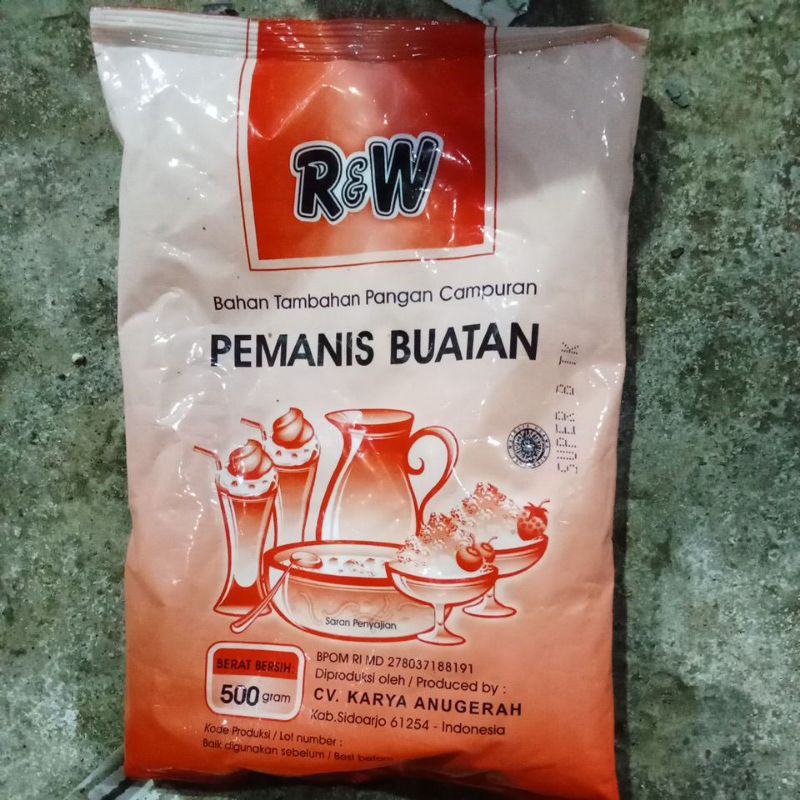 R&W
Bahan Tambahan Pangan Campuran
PEMANIS BUATAN
SUPER B TK
Saran Penyajian
BERAT BERSIH:
500 gram
BPOM RI MD 278037188191
Diproduksi oleh / Produced by :
CV. KARYA ANUGERAH
Kab.Sidoarjo 61254 - Indonesia
Kode Produksi / Lot number :
Baik digunakan sebelum / Best before